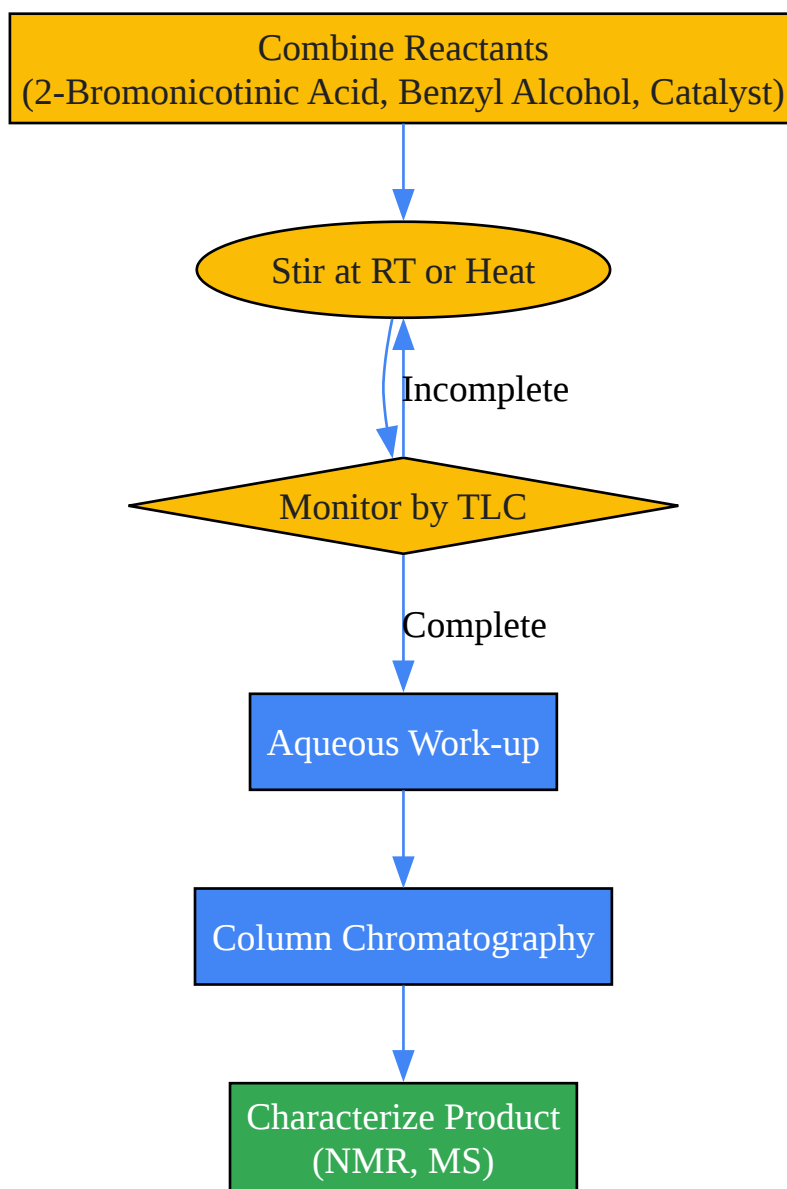 Combine Reactants
(2-Bromonicotinic Acid, Benzyl Alcohol, Catalyst)
Stir at RT or Heat
Incomplete
Monitor by TLC
Complete
Aqueous Work-up
Column Chromatography
Characterize Product
(NMR, MS)